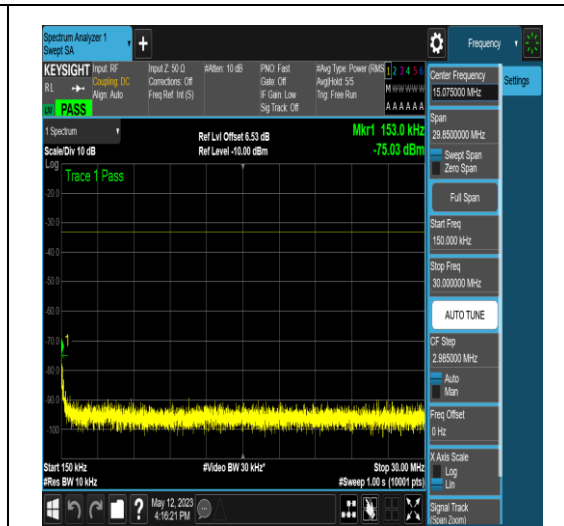 Spectrum Analyzer 1
Swept SA
+
Frequency
KEYSIGHT
RL
LXI
PASS
Input: RF
Coupling: DC
Align: Auto
Input Z: 50 Ω
Corrections: Off
Freq Ref: Int (S)
#Atten: 10 dB
PNO: Fast
Gate: Off
IF Gain: Low
Sig Track: Off
#Avg Type: Power (RMS
Avg|Hold: 5/5
Trig: Free Run
1 2 3 4 5 6
M W W W W W
A A A A A A
Center Frequency
15.075000 MHz
Settings
Span
29.8500000 MHz
Swept Span
Zero Span
Full Span
Start Freq
150.000 kHz
Stop Freq
30.000000 MHz
AUTO TUNE
CF Step
2.985000 MHz
Auto
Man
Freq Offset
0 Hz
X Axis Scale
Log
Lin
Signal Track
(Span Zoom)
1 Spectrum
Scale/Div 10 dB
Ref Lvl Offset 6.53 dB
Ref Level -10.00 dBm
Mkr1 153.0 kHz
-75.03 dBm
Log
Trace 1 Pass
-20.0
-30.0
-40.0
-50.0
-60.0
-70.0
1
-80.0
-90.0
-100
Start 150 kHz
#Video BW 30 kHz*
Stop 30.00 MHz
#Res BW 10 kHz
#Sweep 1.00 s (10001 pts)
?
May 12, 2023
4:16:21 PM